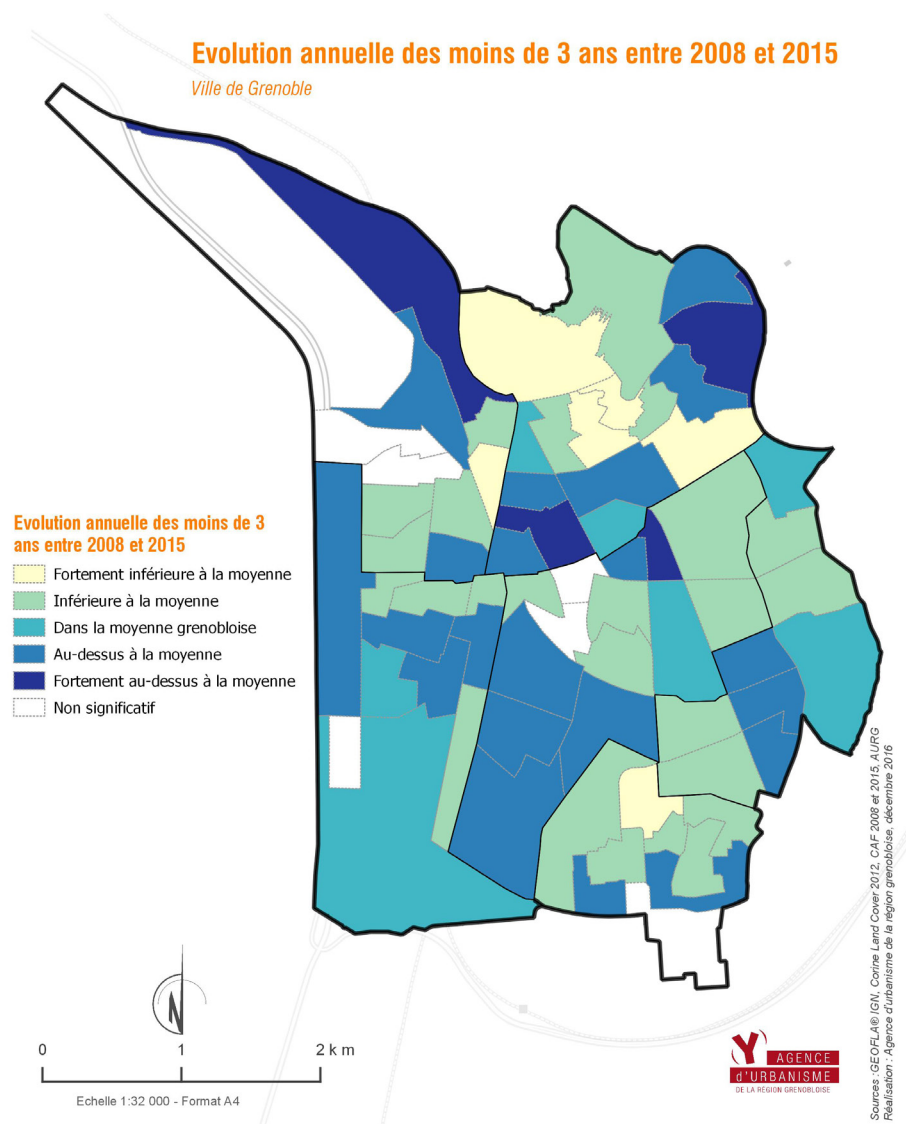 Evolution annuelle des moins de 3 ans entre 2008 et 2015
Ville de Grenoble
Evolution annuelle des moins de 3
ans entre 2008 et 2015
Fortement inférieure à la moyenne
Inférieure à la moyenne
Dans la moyenne grenobloise
Au-dessus à la moyenne
Fortement au-dessus à la moyenne
Non significatif
N
0 1 2 k m
Echelle 1:32 000 - Format A4
Y
AGENCE
d'URBANISME
DE LA RÉGION GRENOBLOISE
Sources :GEOFLA® IGN, Corine Land Cover 2012, CAF 2008 et 2015, AURG
Réalisation : Agence d'urbanisme de la région grenobloise, décembre 2016